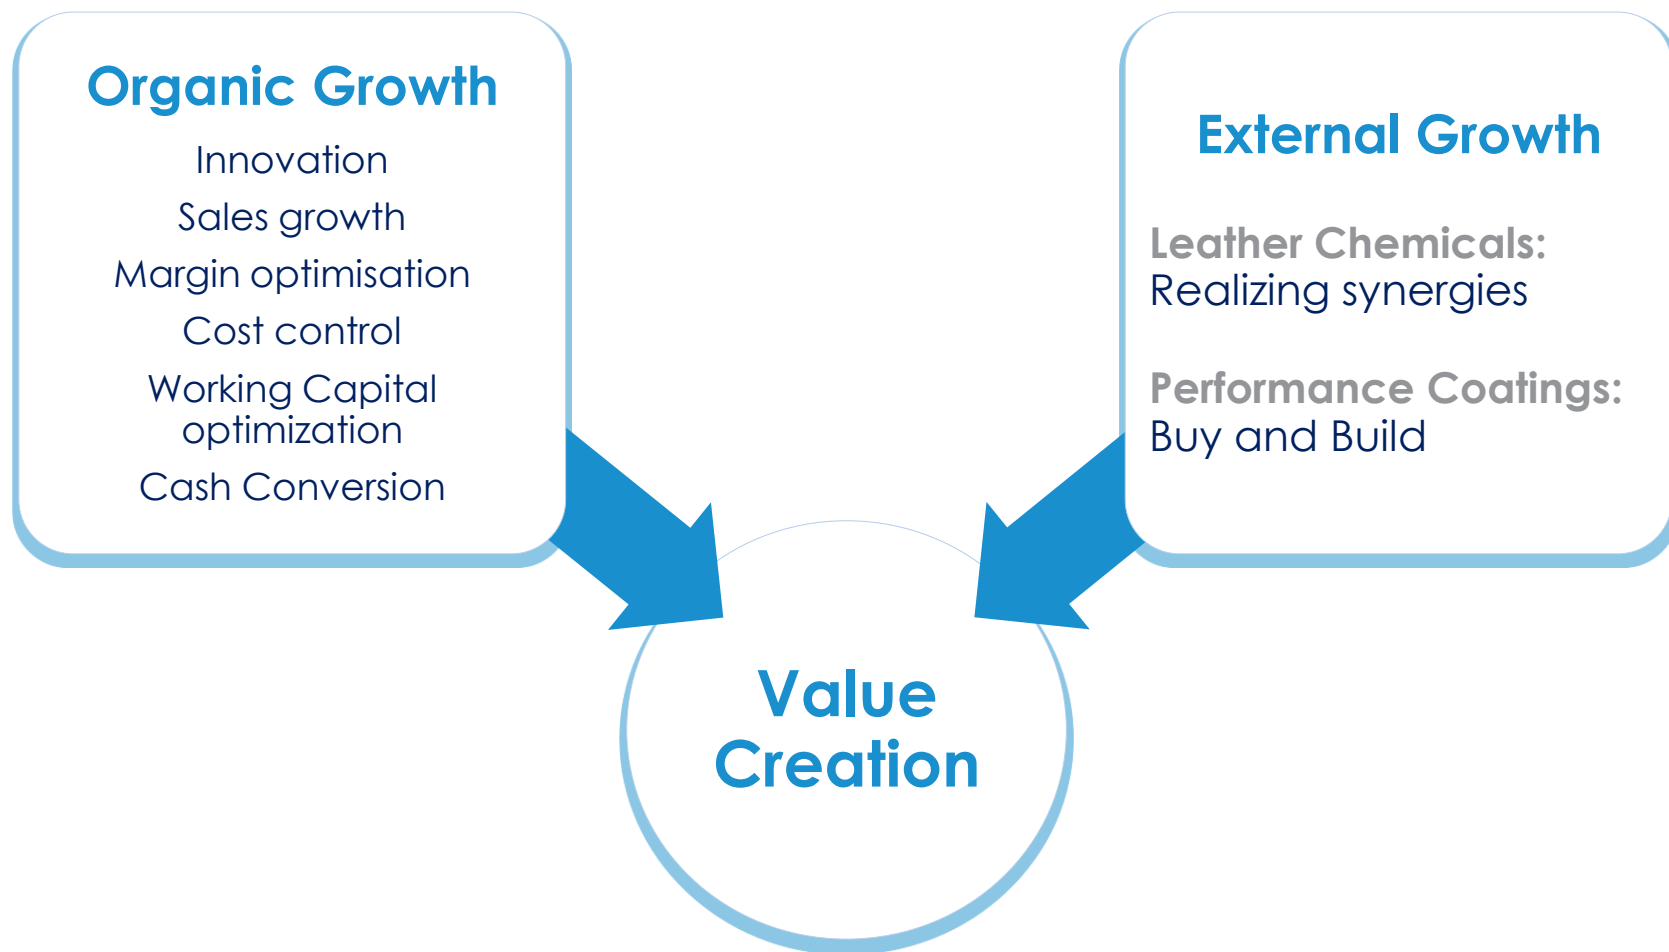 Organic Growth
Innovation
Sales growth
Margin optimisation
Cost control
Working Capital
optimization
Cash Conversion
External Growth
Leather Chemicals:
Realizing synergies
Performance Coatings:
Buy and Build
Value
Creation